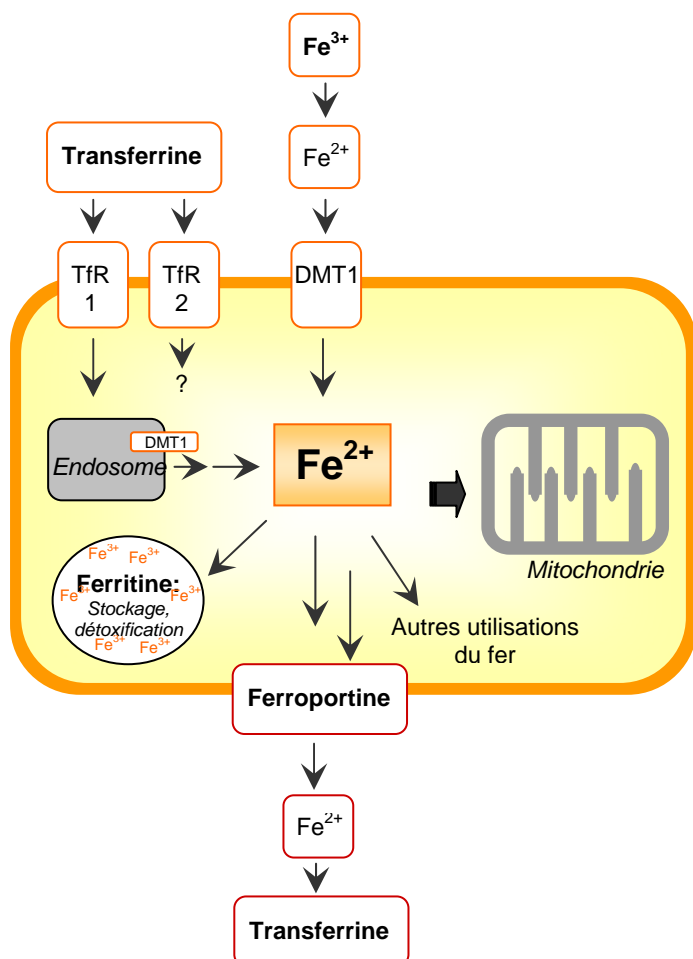 Fe³⁺
Transferrine
Fe²⁺
TfR
1
TfR
2
DMT1
?
DMT1
Endosome
Fe²⁺
Fe³⁺
Fe³⁺
Ferritine:
Fe³⁺
Fe³⁺
Stockage,
détoxification
Fe³⁺
Fe³⁺
Mitochondrie
Autres utilisations
du fer
Ferroportine
Fe²⁺
Transferrine